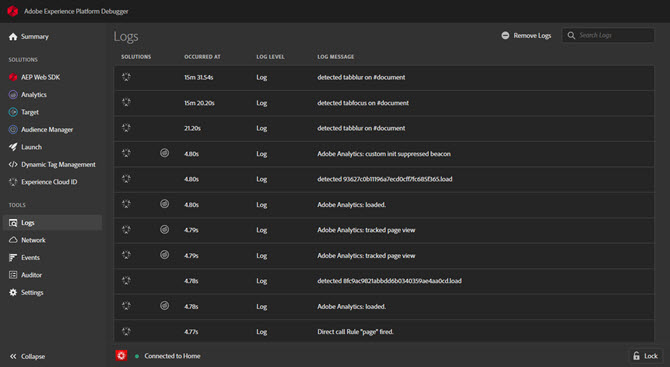 Adobe Experience Platform Debugger
Summary
SOLUTIONS
AEP Web SDK
Analytics
Target
Audience Manager
Launch
Dynamic Tag Management
Experience Cloud ID
TOOLS
Logs
Network
Events
Auditor
Settings
Collapse
Logs
Remove Logs
Search Logs
SOLUTIONS OCCURRED AT LOG LEVEL LOG MESSAGE
15m 31.54s Log detected tabblur on #document
15m 20.20s Log detected tabfocus on #document
21.20s Log detected tabblur on #document
4.80s Log Adobe Analytics: custom init suppressed beacon
4.80s Log detected 93627c0b11196a7ecd0cff7fc685f365.load
4.80s Log Adobe Analytics: loaded.
4.79s Log Adobe Analytics: tracked page view
4.79s Log Adobe Analytics: tracked page view
4.78s Log detected 8fc9ac9821abbdd6b0340359ae4aa0cd.load
4.78s Log Adobe Analytics: loaded.
4.77s Log Direct call Rule "page" fired.
Connected to Home
Lock